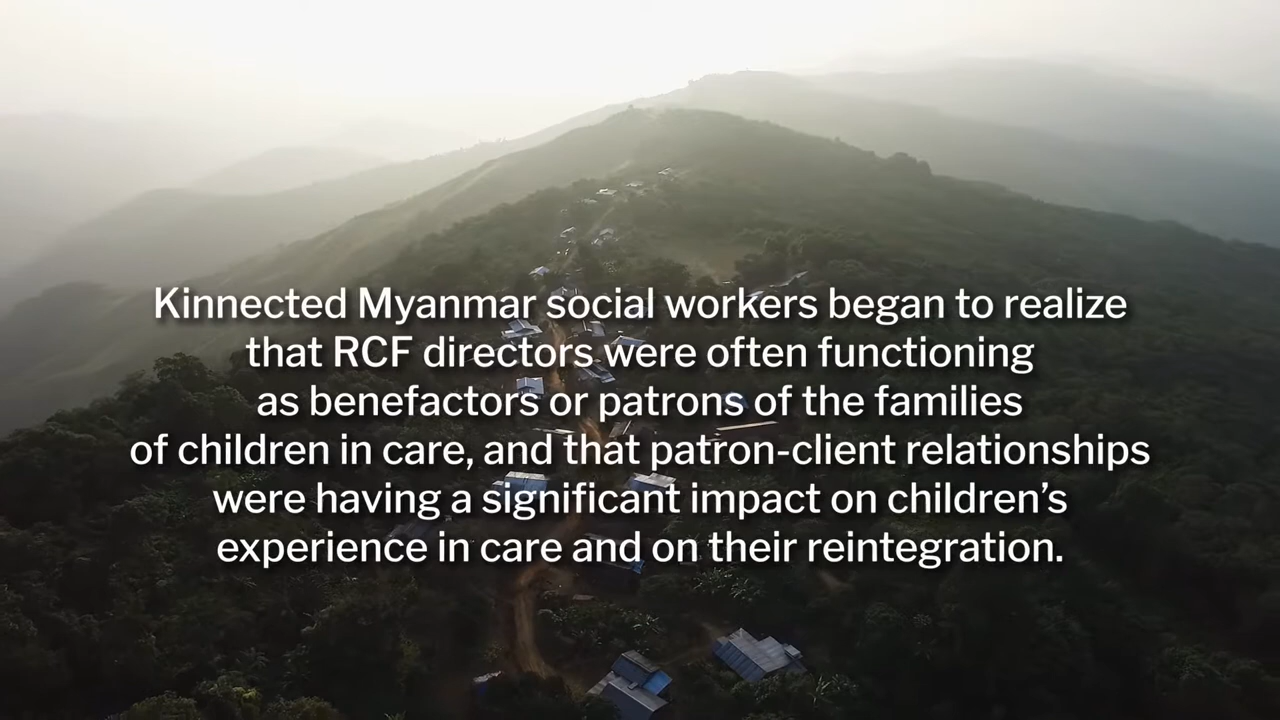 Kinnected Myanmar social workers began to realize
that RCF directors were often functioning
as benefactors or patrons of the families
of children in care, and that patron-client relationships
were having a significant impact on children’s
experience in care and on their reintegration.